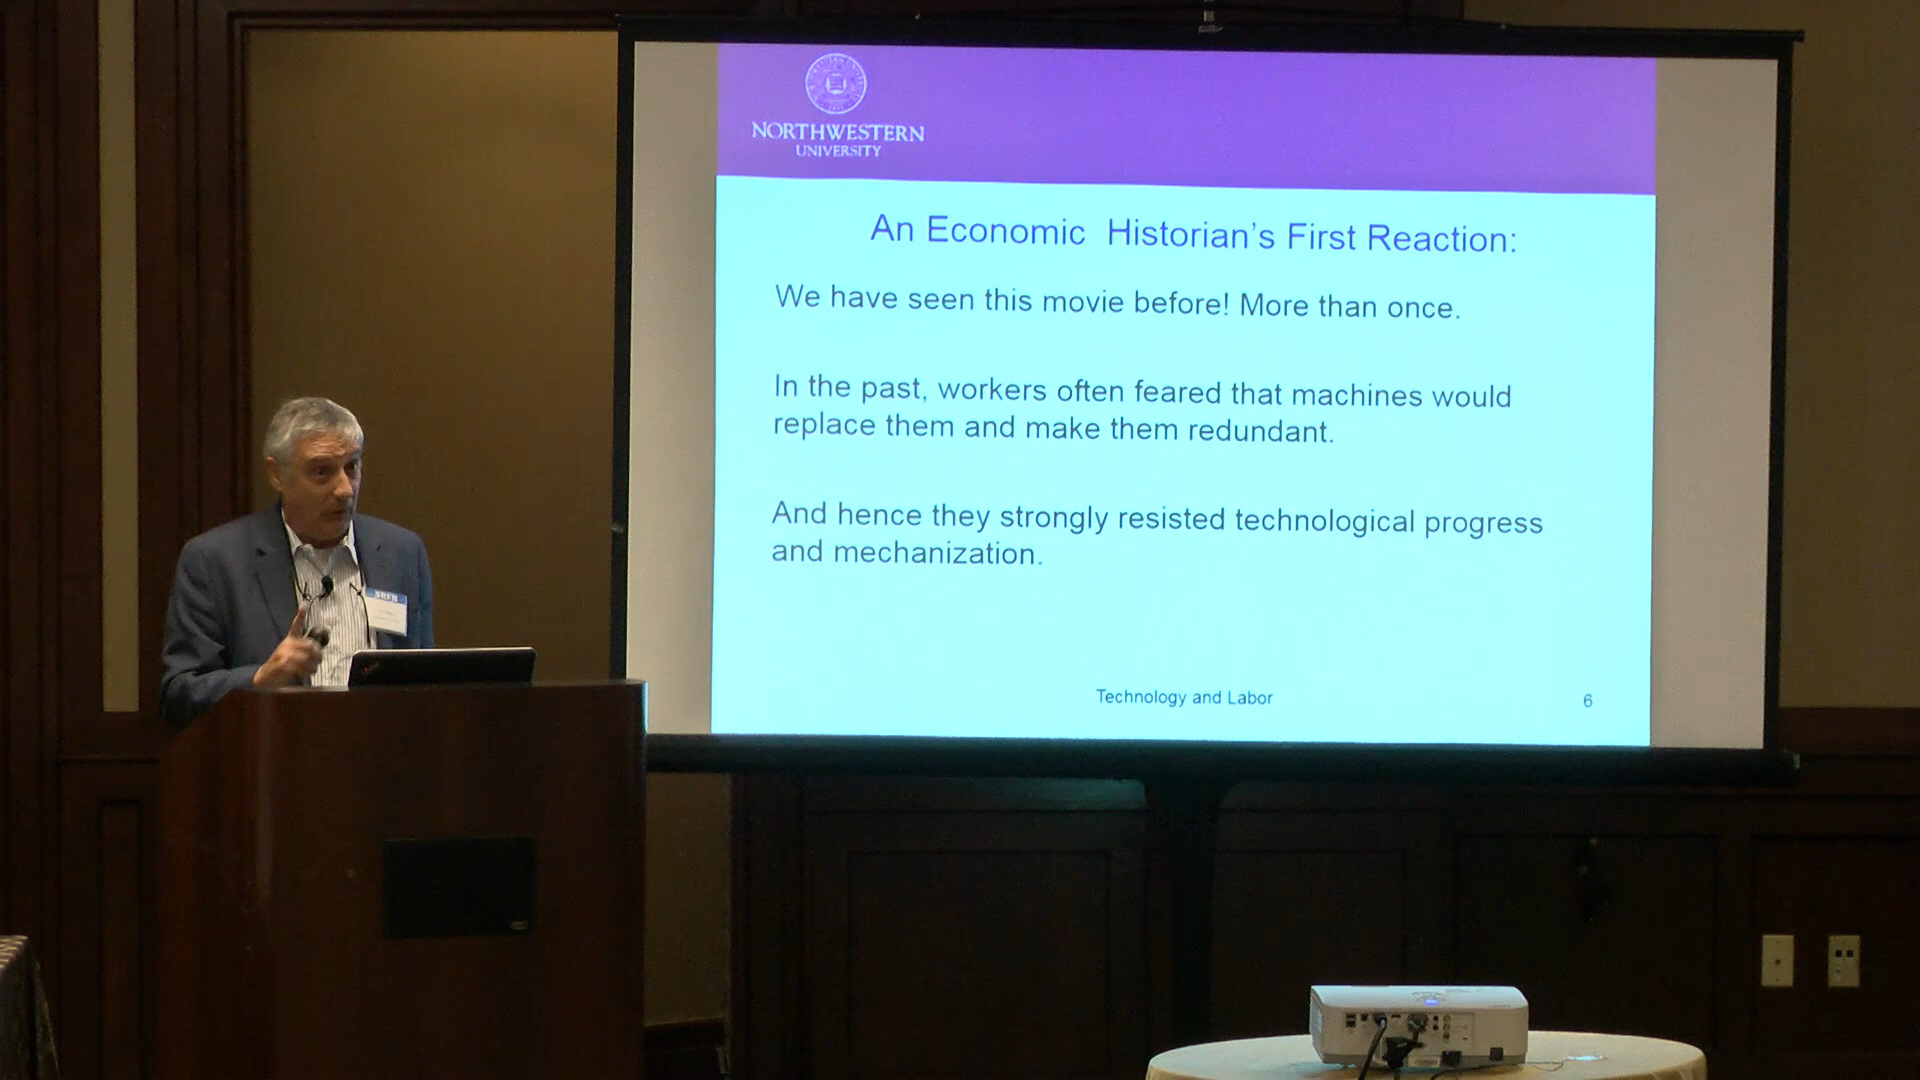 NORTHWESTERN
UNIVERSITY
An Economic Historian's First Reaction:
We have seen this movie before! More than once.
In the past, workers often feared that machines would
replace them and make them redundant.
And hence they strongly resisted technological progress
and mechanization.
Technology and Labor
6